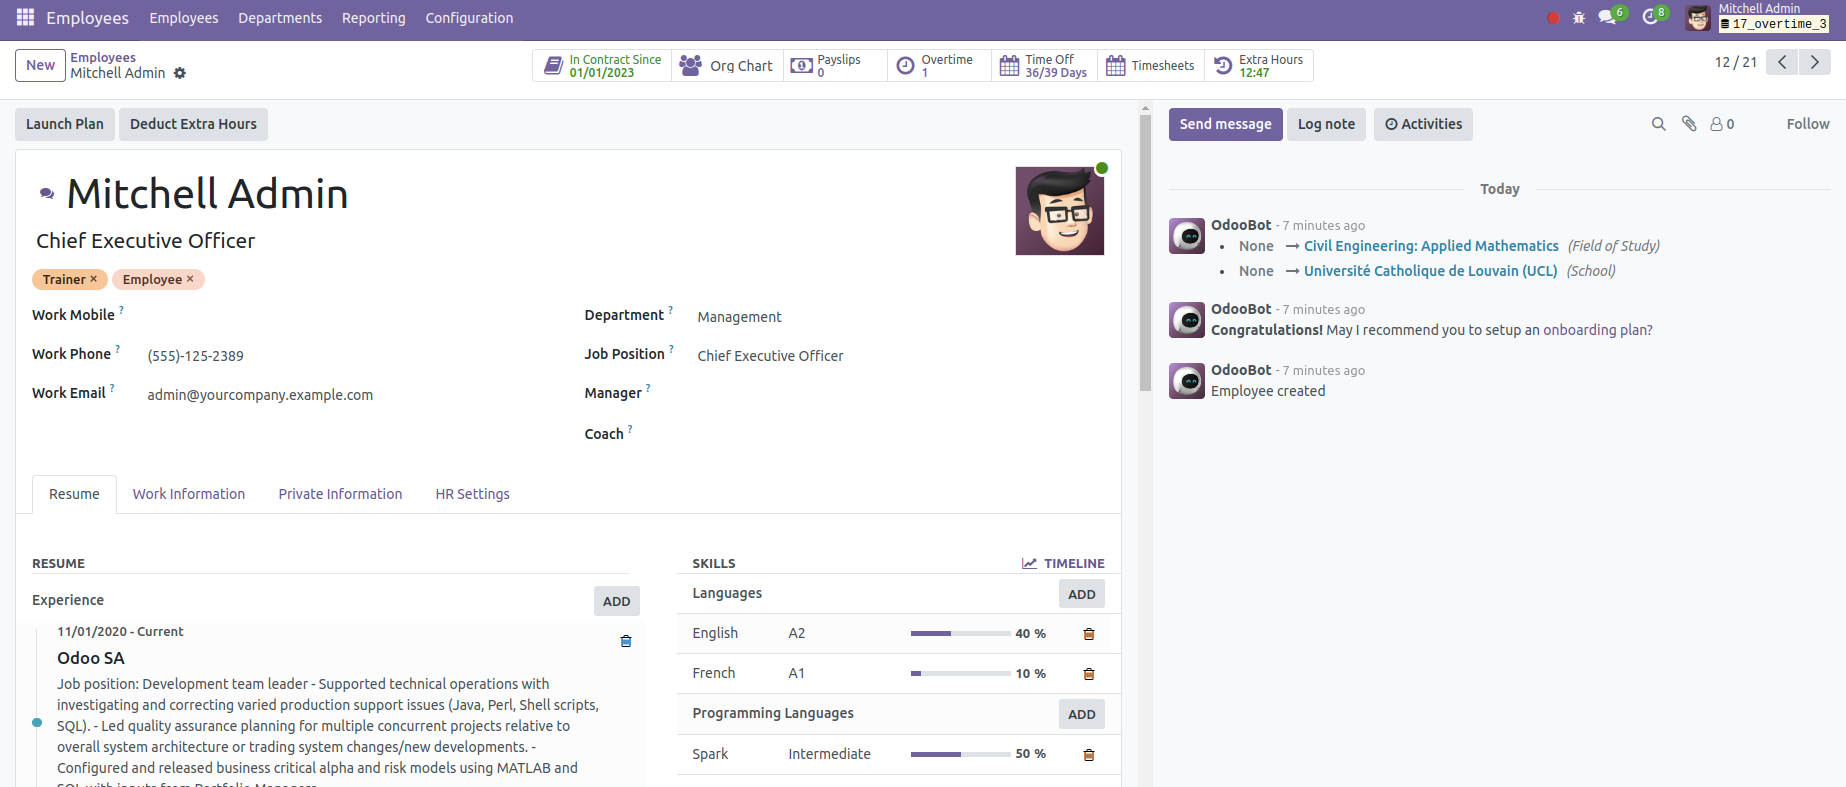 Employees Employees Departments Reporting Configuration 6 8 Mitchell Admin
17_overtime_3
New Employees
Mitchell Admin
In Contract Since
01/01/2023
Org Chart
Payslips
0
Overtime
1
Time Off
36/39 Days
Timesheets
Extra Hours
12:47
12 / 21
Launch Plan Deduct Extra Hours
Send message Log note Activities 0 Follow
Mitchell Admin
Chief Executive Officer
Trainer × Employee ×
Work Mobile ?
Work Phone ? (555)-125-2389
Work Email ? admin@yourcompany.example.com
Department ? Management
Job Position ? Chief Executive Officer
Manager ?
Coach ?
Resume Work Information Private Information HR Settings
RESUME
Experience ADD
11/01/2020 - Current
Odoo SA
Job position: Development team leader - Supported technical operations with
investigating and correcting varied production support issues (Java, Perl, Shell scripts,
SQL). - Led quality assurance planning for multiple concurrent projects relative to
overall system architecture or trading system changes/new developments. -
Configured and released business critical alpha and risk models using MATLAB and
SQL with inputs from Portfolio Managers
SKILLS TIMELINE
Languages ADD
English A2 40 %
French A1 10 %
Programming Languages ADD
Spark Intermediate 50 %
Today
OdooBot - 7 minutes ago
• None → Civil Engineering: Applied Mathematics (Field of Study)
• None → Université Catholique de Louvain (UCL) (School)
OdooBot - 7 minutes ago
Congratulations! May I recommend you to setup an onboarding plan?
OdooBot - 7 minutes ago
Employee created